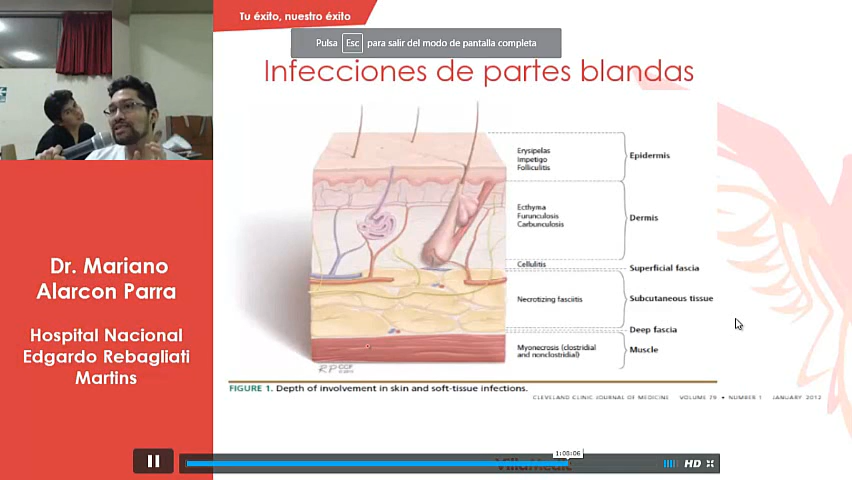 Tu éxito, nuestro éxito
Pulsa Esc para salir del modo de pantalla completa
Infecciones de partes blandas
Erysipelas
Impetigo
Folliculitis
Epidermis
Ecthyma
Furunculosis
Carbunculosis
Dermis
Cellulitis
Superficial fascia
Necrotizing fasciitis
Subcutaneous tissue
Deep fascia
Myonecrosis (clostridial
and nonclostridial)
Muscle
FIGURE 1. Depth of involvement in skin and soft-tissue infections.
CLEVELAND CLINIC JOURNAL OF MEDICINE VOLUME 79 • NUMBER 1 JANUARY 2012
Dr. Mariano
Alarcon Parra
Hospital Nacional
Edgardo Rebagliati
Martins
1:08:06
HD